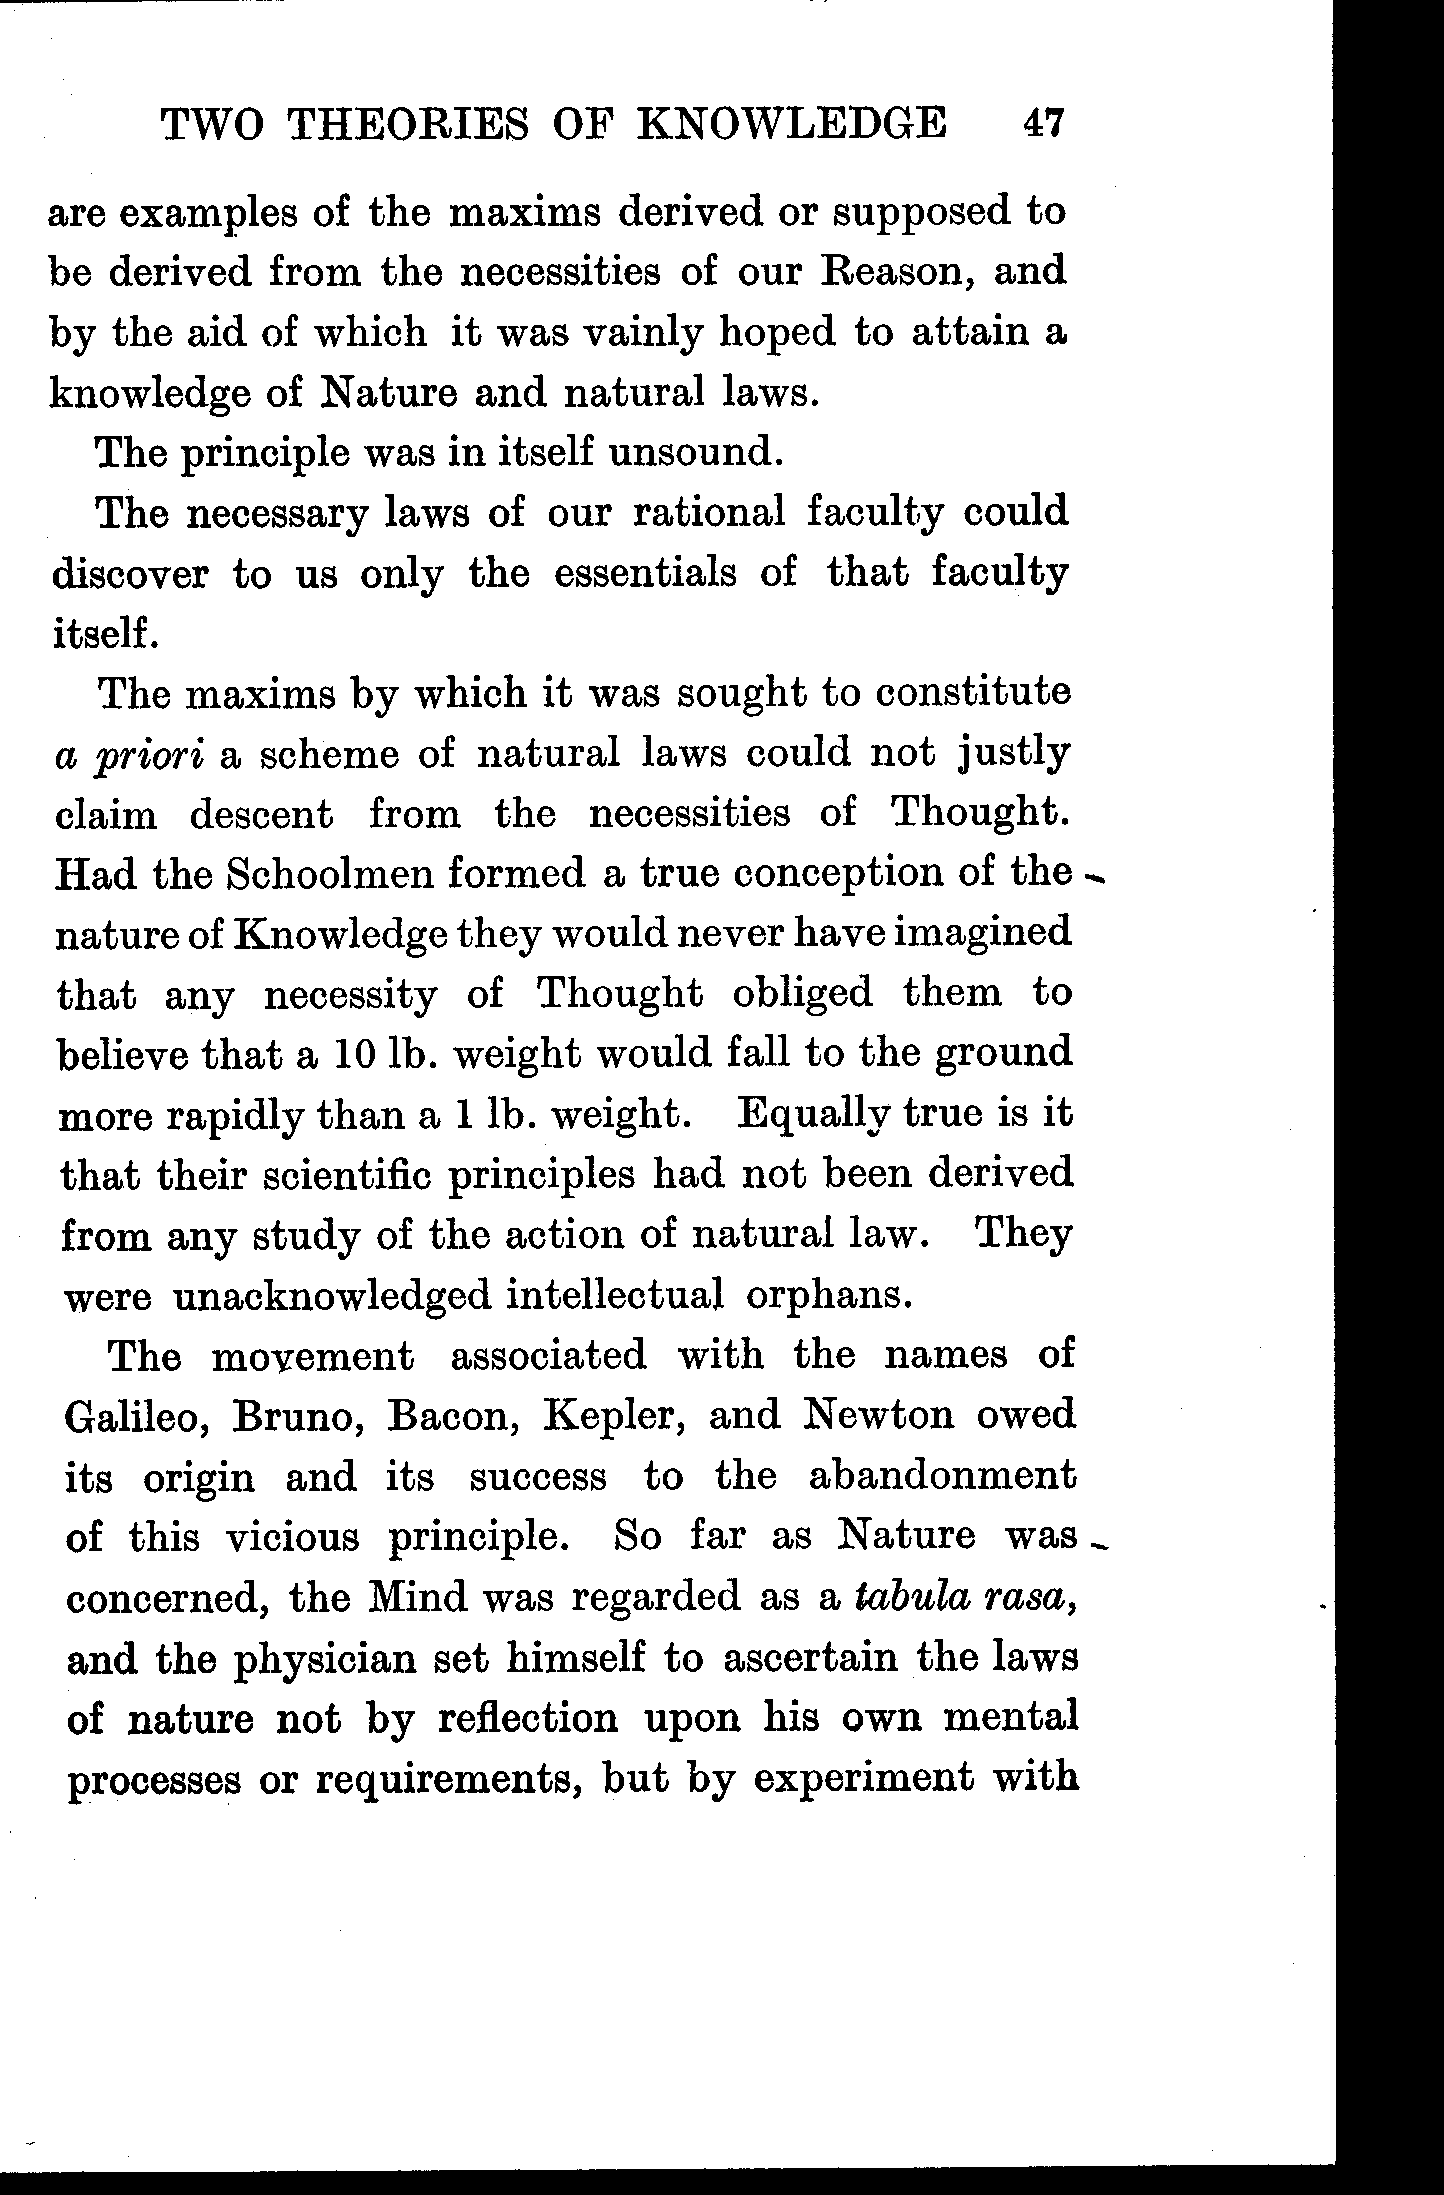 TWO THEORIES OF KNOWLEDGE 47
are examples of the maxims derived or supposed to
be derived from the necessities of our Reason, and
by the aid of which it was vainly hoped to attain a
knowledge of Nature and natural laws.
The principle was in itself unsound.
The necessary laws of our rational faculty could
discover to us only the essentials of that faculty
itself.
The maxims by which it was sought to constitute
a priori a scheme of natural laws could not justly
claim descent from the necessities of Thought.
Had the Schoolmen formed a true conception of the
nature of Knowledge they would never have imagined
that any necessity of Thought obliged them to
believe that a 10 lb. weight would fall to the ground
more rapidly than a 1 lb. weight. Equally true is it
that their scientific principles had not been derived
from any study of the action of natural law. They
were unacknowledged intellectual orphans.
The movement associated with the names of
Galileo, Bruno, Bacon, Kepler, and Newton owed
its origin and its success to the abandonment
of this vicious principle. So far as Nature was
concerned, the Mind was regarded as a tabula rasa,
and the physician set himself to ascertain the laws
of nature not by reflection upon his own mental
processes or requirements, but by experiment with